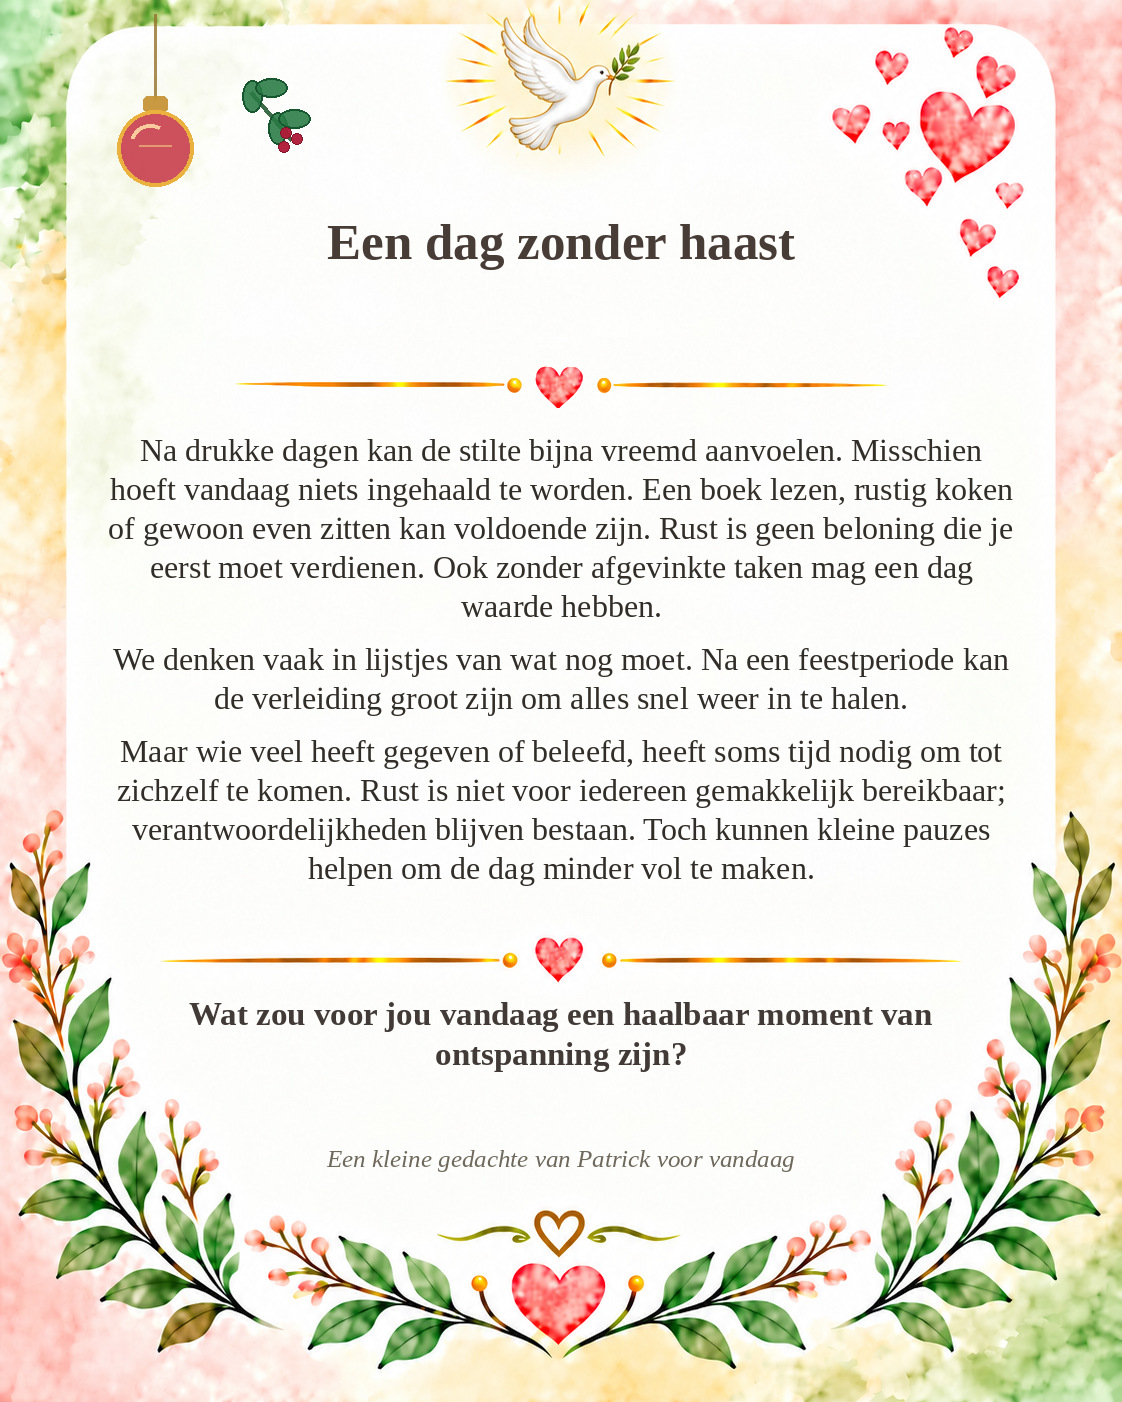 Een dag zonder haast
Na drukke dagen kan de stilte bijna vreemd aanvoelen. Misschien
hoeft vandaag niets ingehaald te worden. Een boek lezen, rustig koken
of gewoon even zitten kan voldoende zijn. Rust is geen beloning die je
eerst moet verdienen. Ook zonder afgevinkte taken mag een dag
waarde hebben.
We denken vaak in lijstjes van wat nog moet. Na een feestperiode kan
de verleiding groot zijn om alles snel weer in te halen.
Maar wie veel heeft gegeven of beleefd, heeft soms tijd nodig om tot
zichzelf te komen. Rust is niet voor iedereen gemakkelijk bereikbaar;
verantwoordelijkheden blijven bestaan. Toch kunnen kleine pauzes
helpen om de dag minder vol te maken.
Wat zou voor jou vandaag een haalbaar moment van
ontspanning zijn?
Een kleine gedachte van Patrick voor vandaag